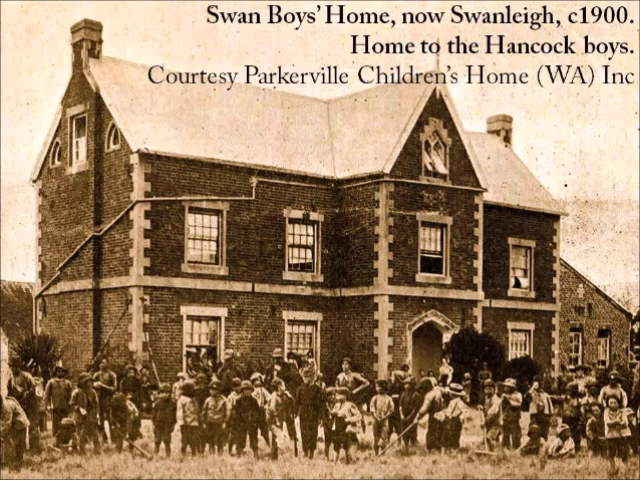 Swan Boys' Home, now Swanleigh, c1900.
Home to the Hancock boys.
Courtesy Parkerville Children's Home (WA) Inc